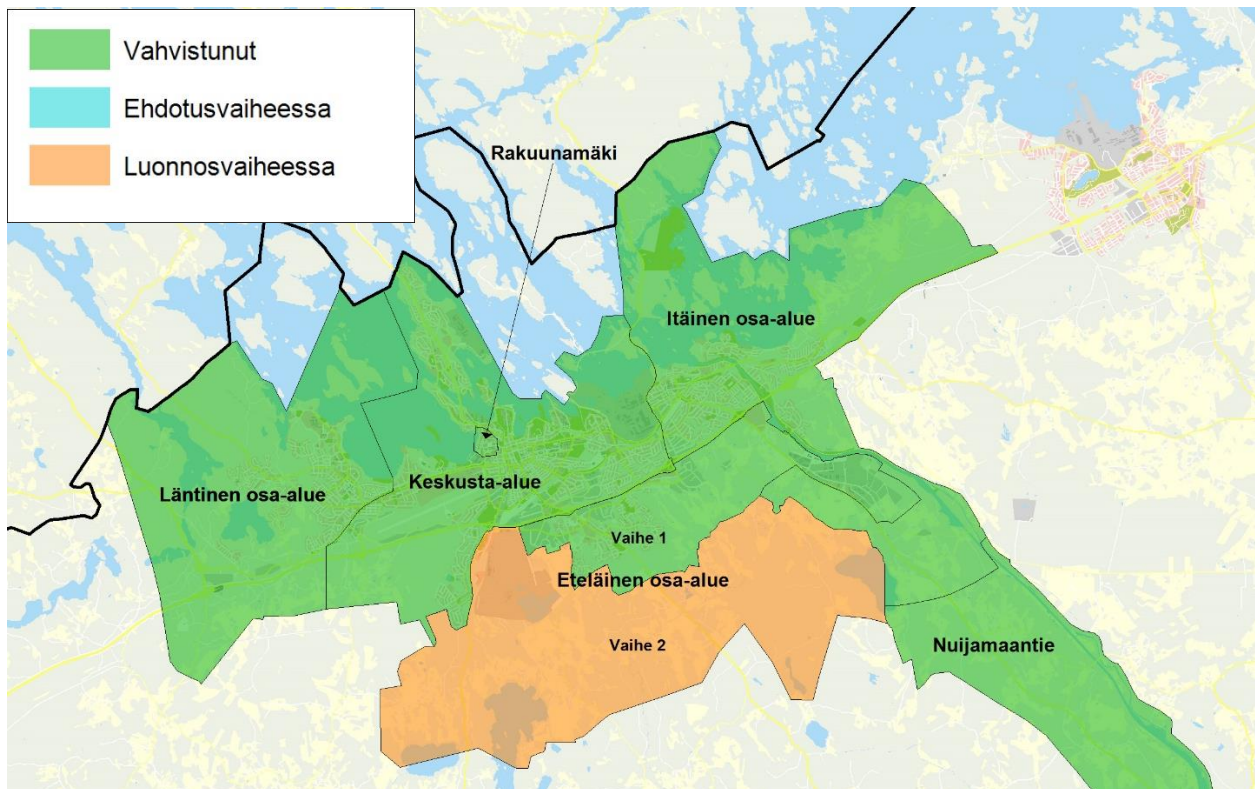 Vahvistunut
Ehdotusvaiheessa
Luonnosvaiheessa
Rakuunamäki
Itäinen osa-alue
Keskusta-alue
Läntinen osa-alue
Vaihe 1
Eteläinen osa-alue
Vaihe 2
Nuijamaantie